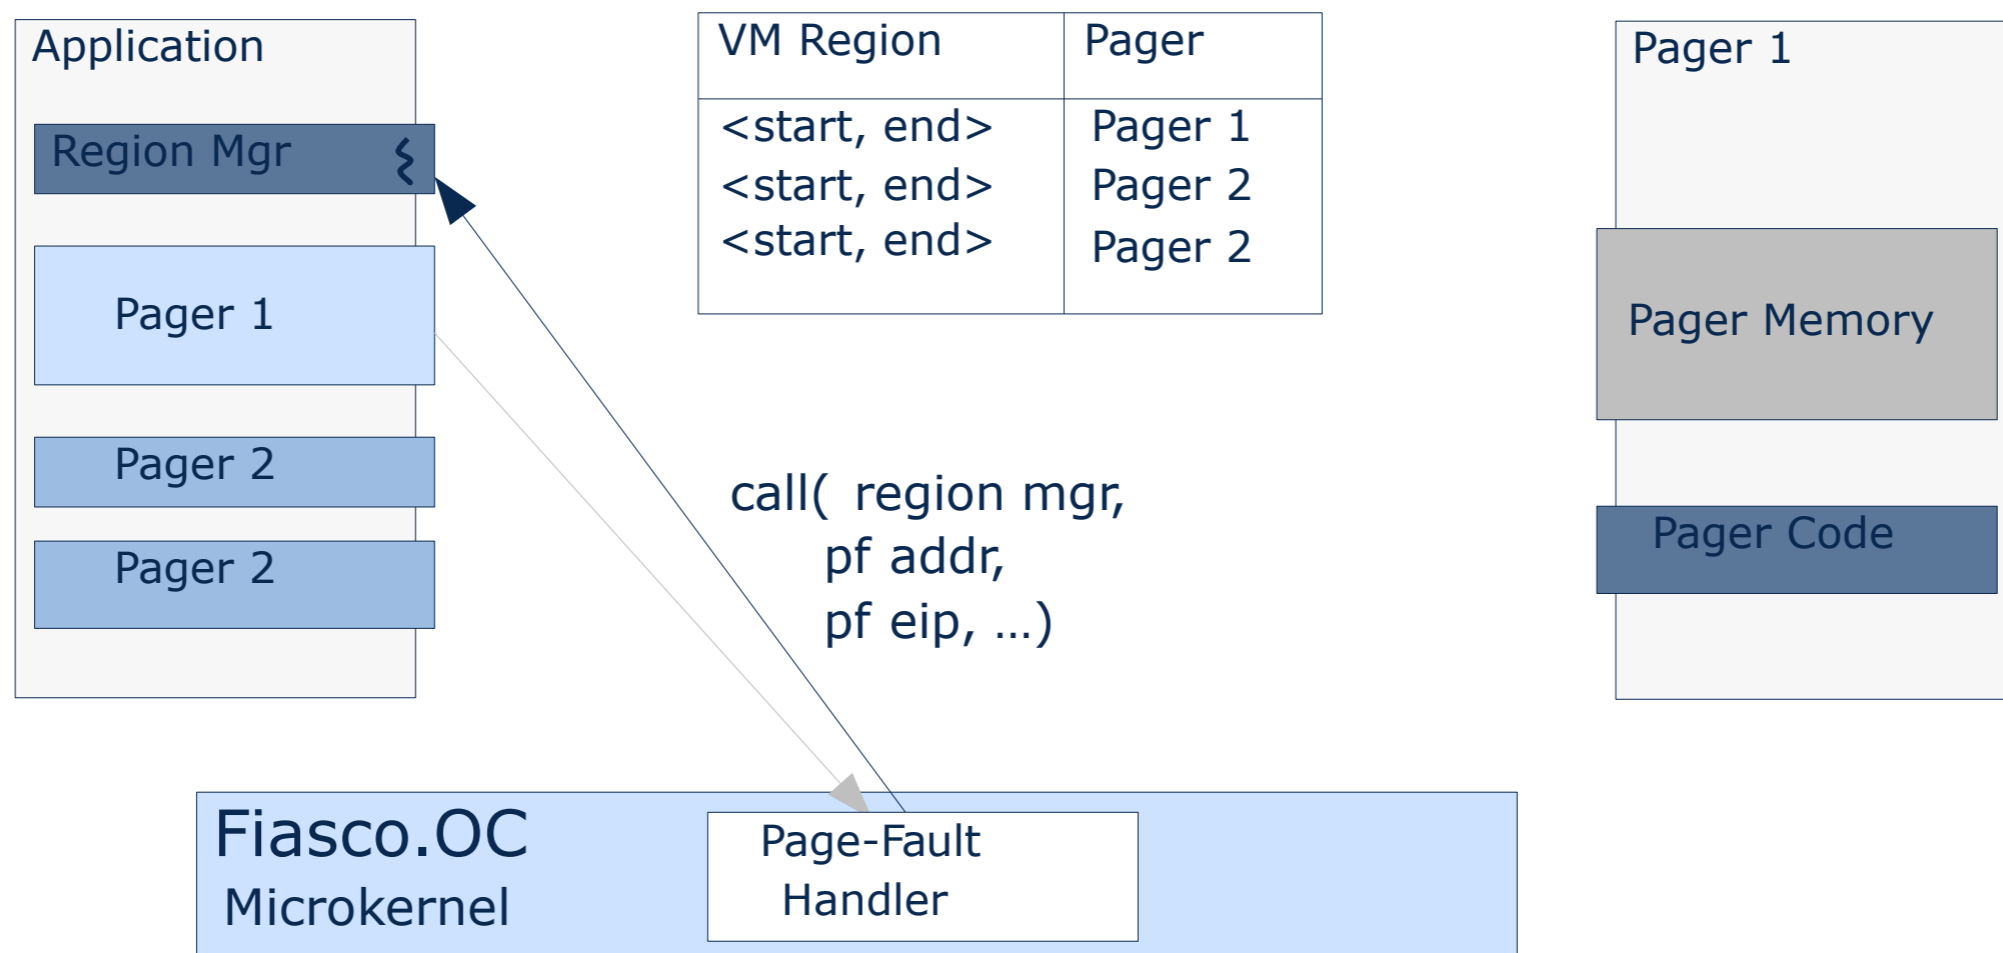 Application
Region Mgr
Pager 1
Pager 2
Pager 2
VM Region Pager
<start, end> Pager 1
<start, end> Pager 2
<start, end> Pager 2
call( region mgr,
pf addr,
pf eip, ...)
Pager 1
Pager Memory
Pager Code
Fiasco.OC
Microkernel
Page-Fault
Handler